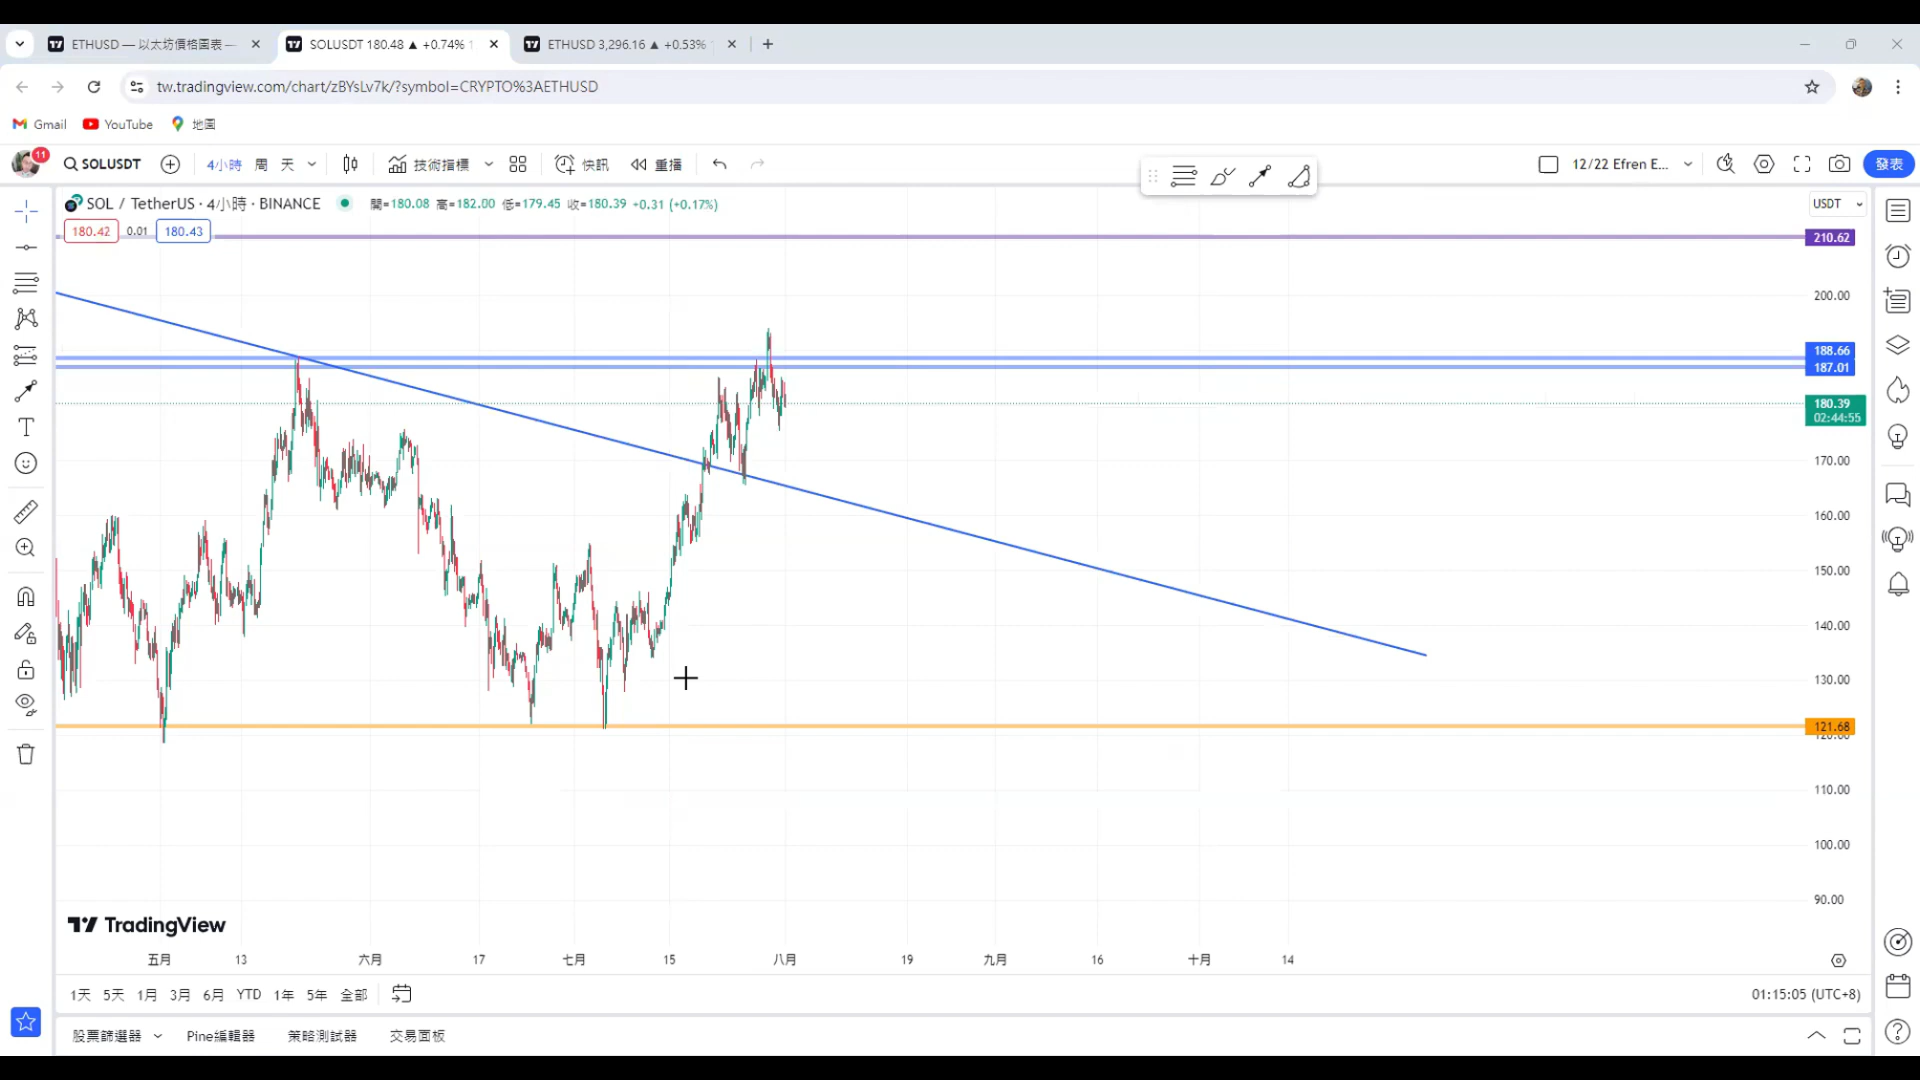 ETHUSD — 以太坊價格圖表 —
SOLUSDT 180.48 ▲ +0.74%
ETHUSD 3,296.16 ▲ +0.53%
tw.tradingview.com/chart/zBYsLv7k/?symbol=CRYPTO%3AETHUSD
Gmail
YouTube
地圖
11
SOLUSDT
4小時
周
天
技術指標
快訊
重播
12/22 Efren E...
發表
SOL / TetherUS · 4小時 · BINANCE
開=180.08 高=182.00 低=179.45 收=180.39 +0.31 (+0.17%)
USDT
180.42
0.01
180.43
210.62
200.00
188.66
187.01
180.39
02:44:55
170.00
160.00
150.00
140.00
130.00
121.68
120.00
110.00
100.00
90.00
TradingView
五月
13
六月
17
七月
15
八月
19
九月
16
十月
14
1天
5天
1月
3月
6月
YTD
1年
5年
全部
01:15:05 (UTC+8)
股票篩選器
Pine編輯器
策略測試器
交易面板